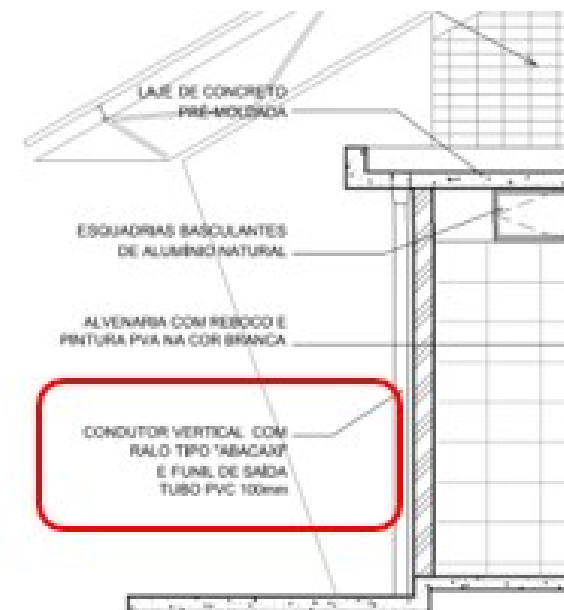 LAJE DE CONCRETO
PRÉ-MOLDADA
ESQUADRIAS BASCULANTES
DE ALUMÍNIO NATURAL
ALVENARIA COM REBOCO E
PINTURA PVA NA COR BRANCA
CONDUTOR VERTICAL COM
RALO TIPO "ABACAXI"
E FUNIL DE SAÍDA
TUBO PVC 100mm